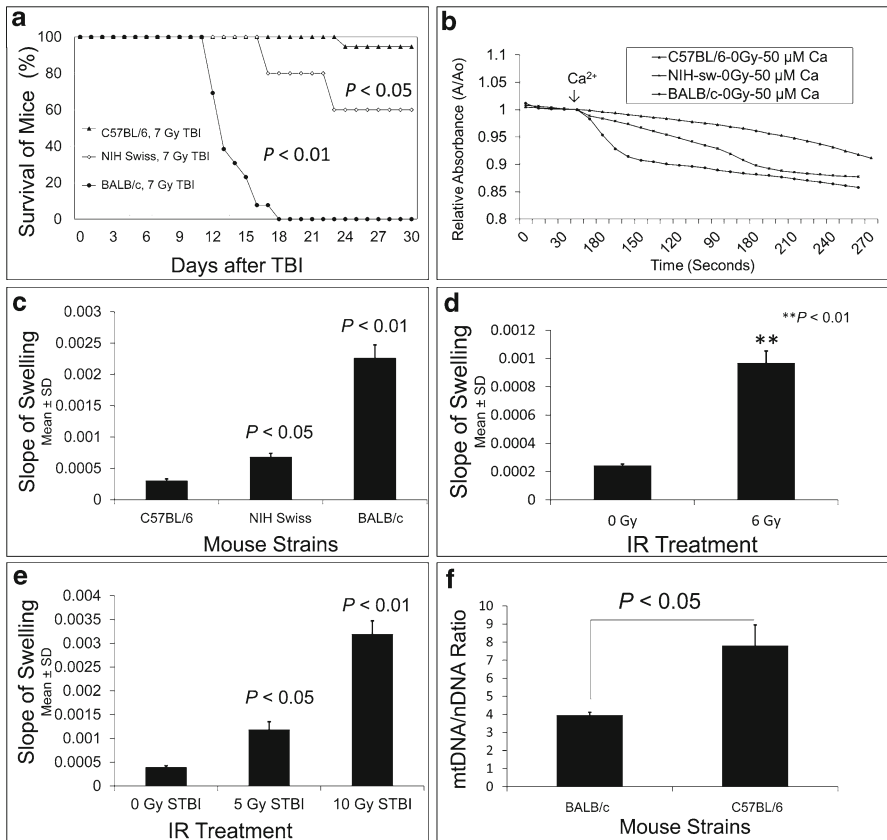 a
Survival of Mice (%)
100
80
60
40
20
0
P < 0.05
P < 0.01
C57BL/6, 7 Gy TBI
NIH Swiss, 7 Gy TBI
BALB/c, 7 Gy TBI
0 3 6 9 12 15 18 21 24 27 30
Days after TBI
b
Relative Absorbance (A/Ao)
1.1
1.05
1
0.95
0.9
0.85
0.8
Ca2+
C57BL/6-0Gy-50 µM Ca
NIH-sw-0Gy-50 µM Ca
BALB/c-0Gy-50 µM Ca
0 30 180 150 120 90 180 210 240 270
Time (Seconds)
c
Slope of Swelling
Mean ± SD
0.003
0.0025
0.002
0.0015
0.001
0.0005
0
P < 0.05
P < 0.01
C57BL/6 NIH Swiss BALB/c
Mouse Strains
d
Slope of Swelling
Mean ± SD
0.0012
0.001
0.0008
0.0006
0.0004
0.0002
0
**P < 0.01
**
0 Gy 6 Gy
IR Treatment
e
Slope of Swelling
Mean ± SD
0.004
0.0035
0.003
0.0025
0.002
0.0015
0.001
0.0005
0
P < 0.05
P < 0.01
0 Gy STBI 5 Gy STBI 10 Gy STBI
IR Treatment
f
mtDNA/nDNA Ratio
10
9
8
7
6
5
4
3
2
1
0
P < 0.05
BALB/c C57BL/6
Mouse Strains